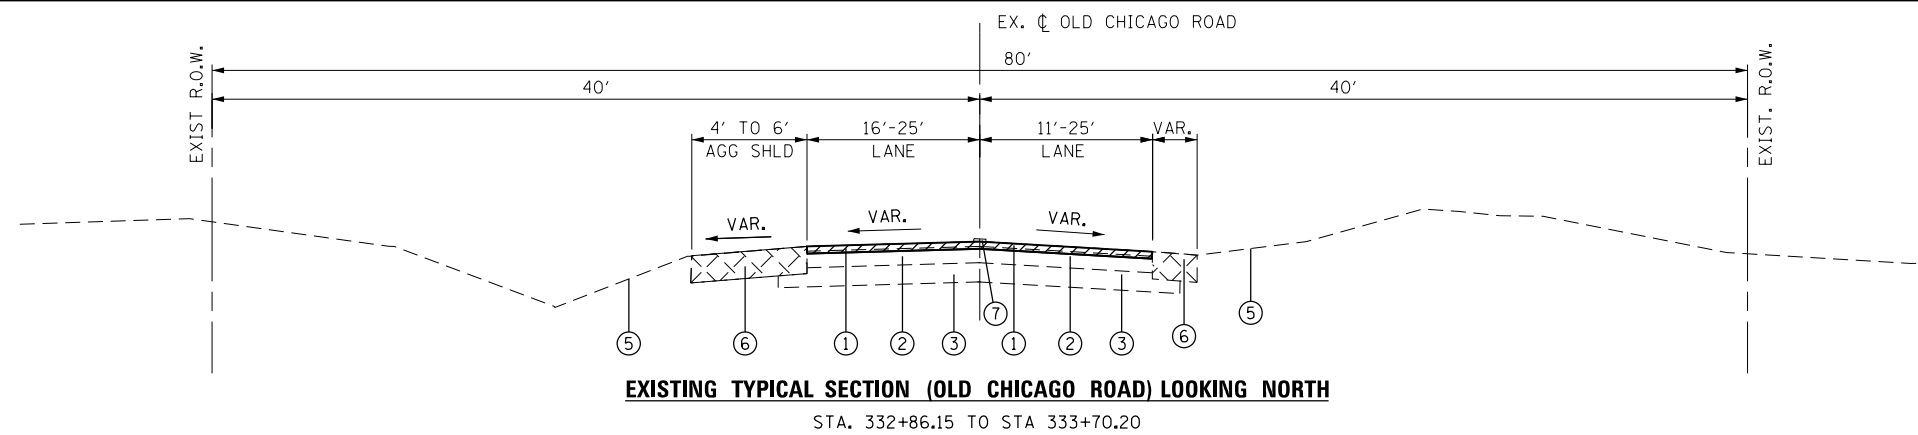 EX. ℄ OLD CHICAGO ROAD
80'
40'
40'
EXIST R.O.W.
EXIST. R.O.W.
4' TO 6'
AGG SHLD
16'-25'
LANE
11'-25'
LANE
VAR.
VAR.
VAR.
VAR.
5
6
1
2
3
7
1
2
3
6
5
EXISTING TYPICAL SECTION (OLD CHICAGO ROAD) LOOKING NORTH
STA. 332+86.15 TO STA 333+70.20